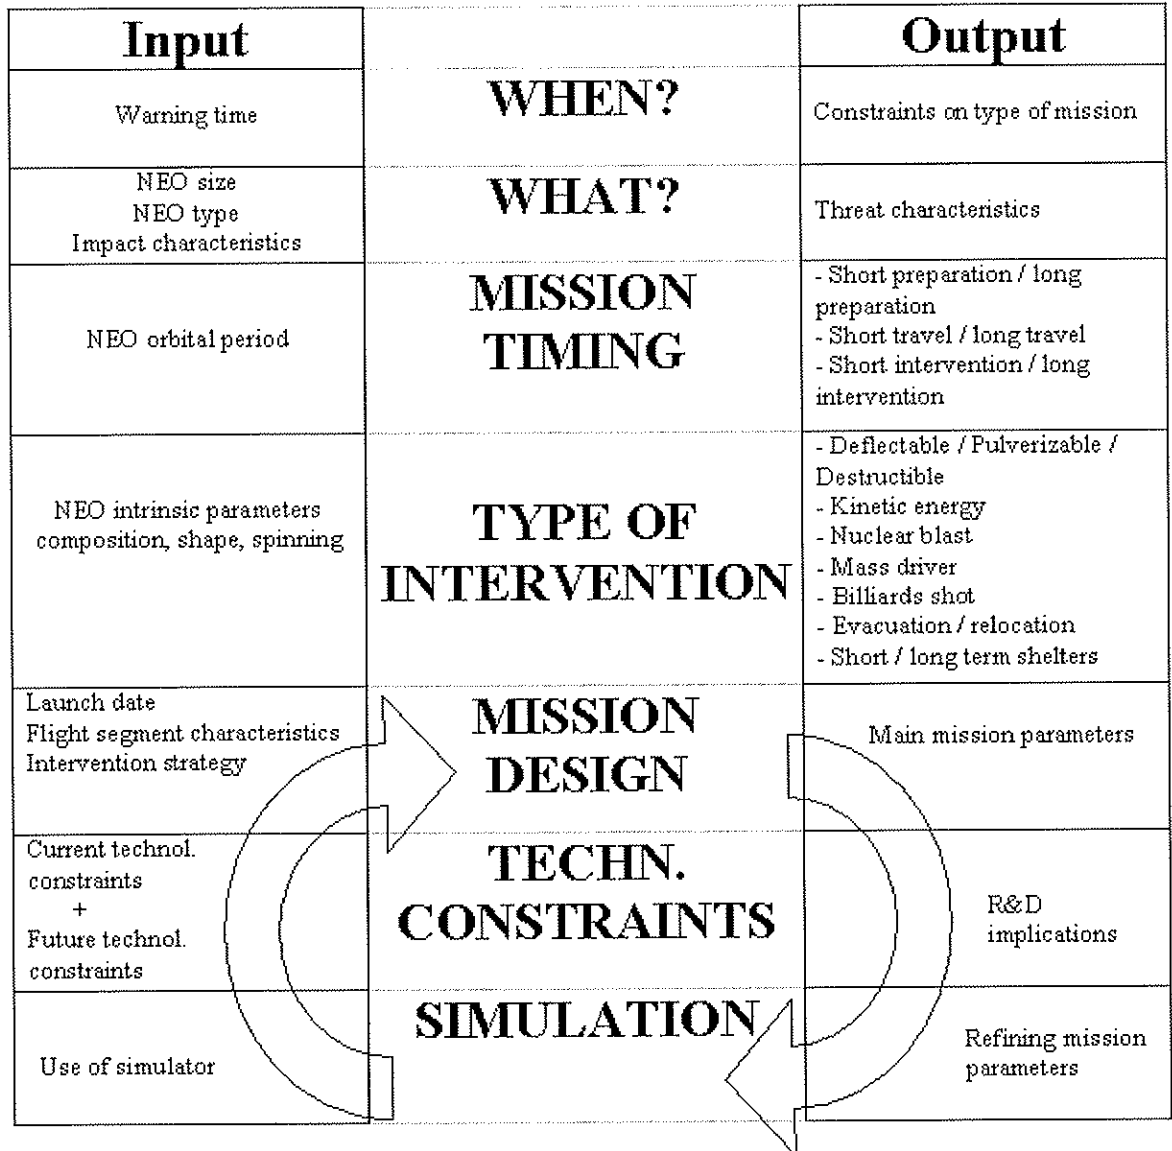 Input
Output
Warning time
WHEN?
Constraints on type of mission
NEO size
NEO type
Impact characteristics
WHAT?
Threat characteristics
NEO orbital period
MISSION
TIMING
- Short preparation / long
preparation
- Short travel / long travel
- Short intervention / long
intervention
NEO intrinsic parameters
composition, shape, spinning
TYPE OF
INTERVENTION
- Deflectable / Pulverizable /
Destructible
- Kinetic energy
- Nuclear blast
- Mass driver
- Billiards shot
- Evacuation / relocation
- Short / long term shelters
Launch date
Flight segment characteristics
Intervention strategy
MISSION
DESIGN
Main mission parameters
Current technol.
constraints
+
Future technol.
constraints
TECHN.
CONSTRAINTS
R&D
implications
Use of simulator
SIMULATION
Refining mission
parameters